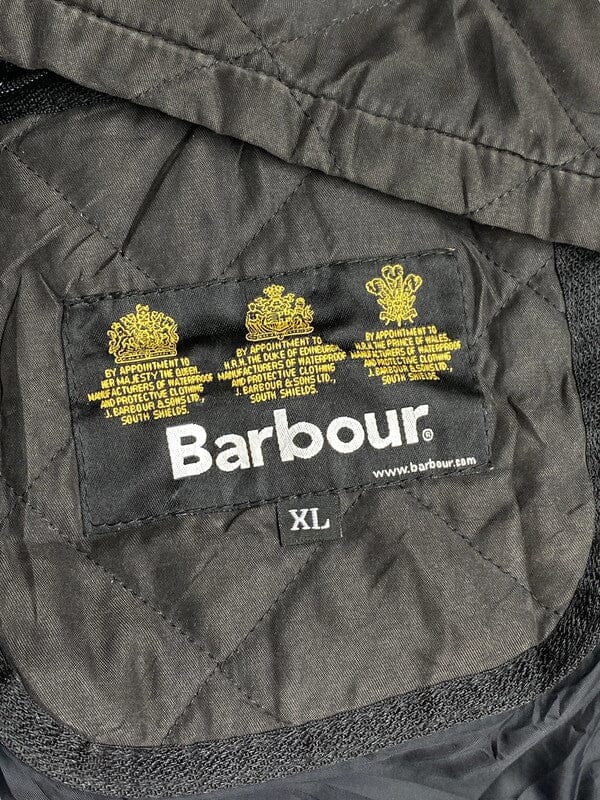 BY APPOINTMENT TO
HER MAJESTY THE QUEEN,
MANUFACTURERS OF WATERPROOF
AND PROTECTIVE CLOTHING
J. BARBOUR & SONS LTD.,
SOUTH SHIELDS.
BY APPOINTMENT TO
H.R.H. THE DUKE OF EDINBURGH
MANUFACTURERS OF WATERPROOF
AND PROTECTIVE CLOTHING
J. BARBOUR & SONS LTD.,
SOUTH SHIELDS.
BY APPOINTMENT TO
H.R.H. THE PRINCE OF WALES,
MANUFACTURERS OF WATERPROOF
AND PROTECTIVE CLOTHING
J. BARBOUR & SONS LTD.,
SOUTH SHIELDS.
Barbour®
www.barbour.com
XL